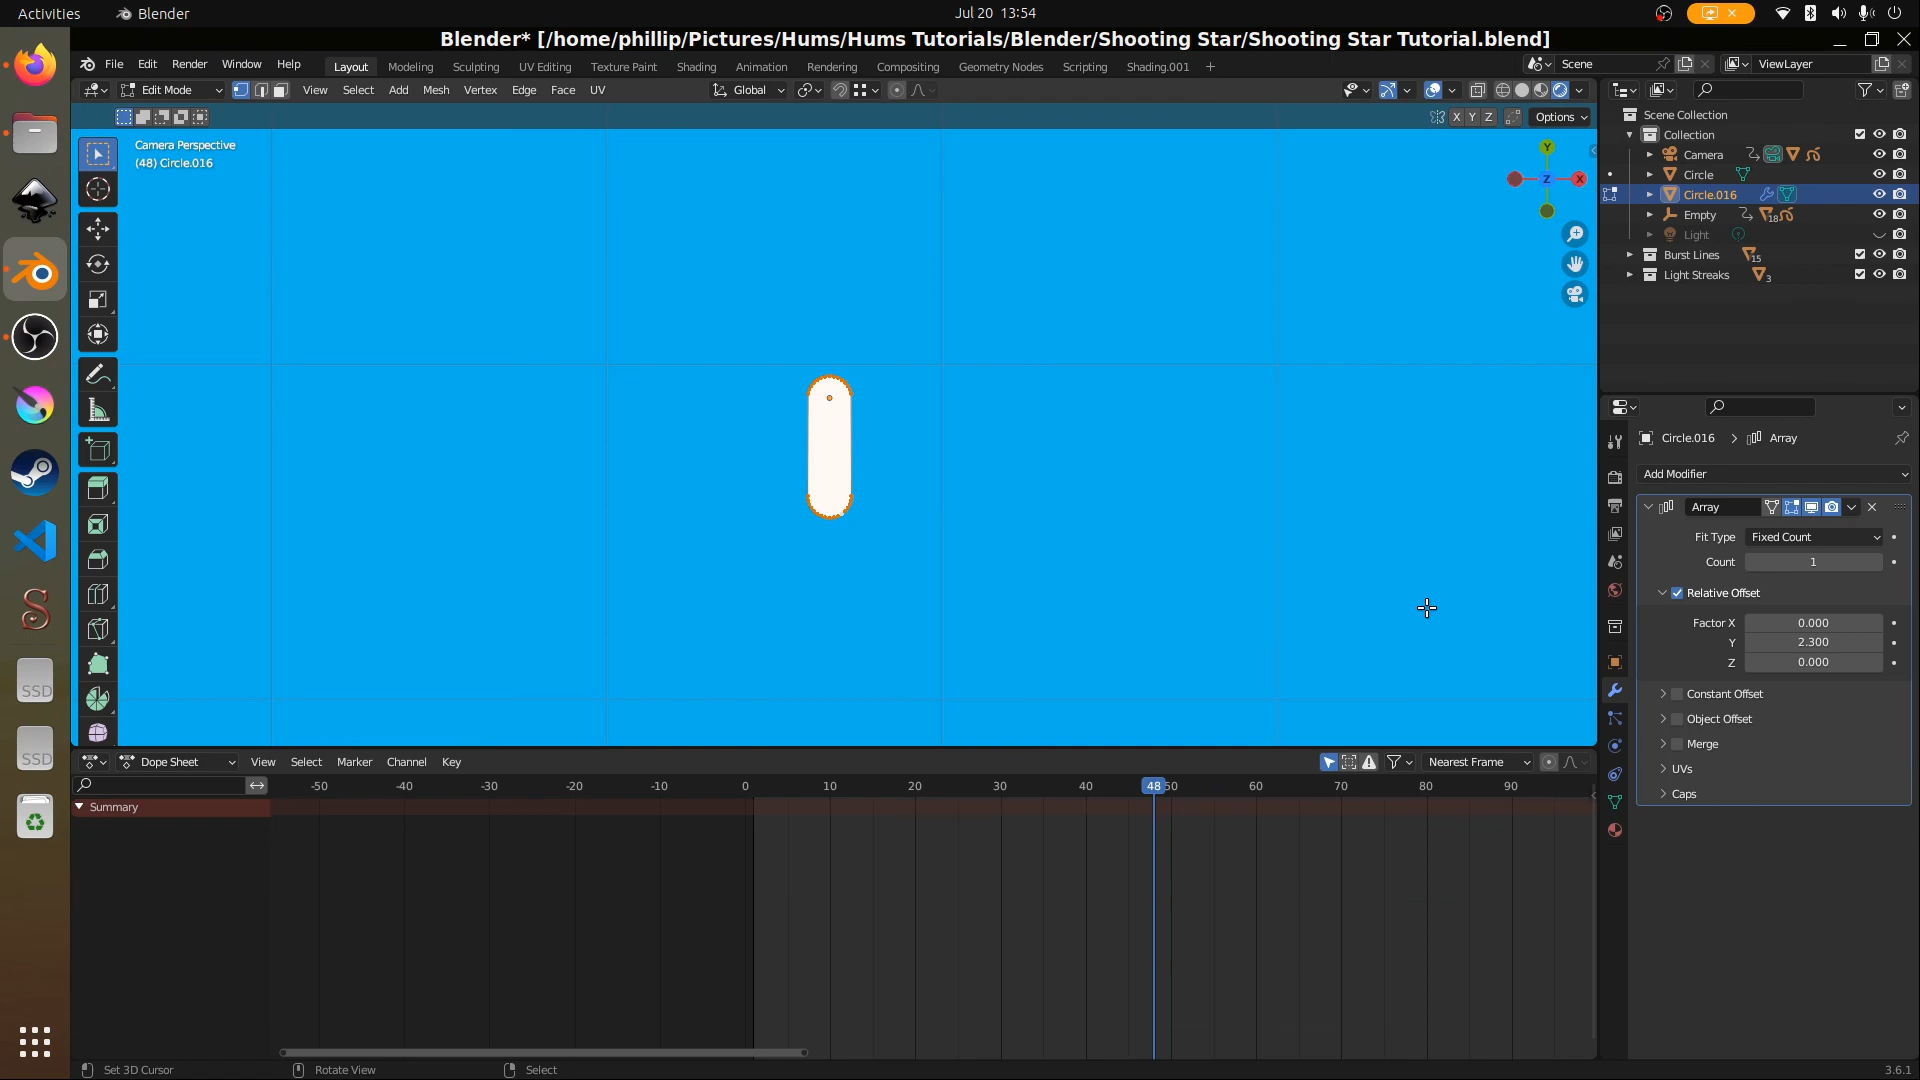 Activities
Blender
Jul 20 13:54
Blender* [/home/phillip/Pictures/Hums/Hums Tutorials/Blender/Shooting Star/Shooting Star Tutorial.blend]
File Edit Render Window Help
Layout Modeling Sculpting UV Editing Texture Paint Shading Animation Rendering Compositing Geometry Nodes Scripting Shading.001 +
Scene
ViewLayer
Edit Mode
View Select Add Mesh Vertex Edge Face UV
Global
X Y Z
Options
Camera Perspective
(48) Circle.016
Y
Z
X
Scene Collection
Collection
Camera
Circle
Circle.016
Empty
18
Light
Burst Lines
15
Light Streaks
3
Circle.016 > Array
Add Modifier
Array
Fit Type Fixed Count
Count 1
Relative Offset
Factor X 0.000
Y 2.300
Z 0.000
Constant Offset
Object Offset
Merge
UVs
Caps
Dope Sheet
View Select Marker Channel Key
Nearest Frame
-50 -40 -30 -20 -10 0 10 20 30 40 48 50 60 70 80 90
Summary
SSD
SSD
Set 3D Cursor
Rotate View
Select
3.6.1